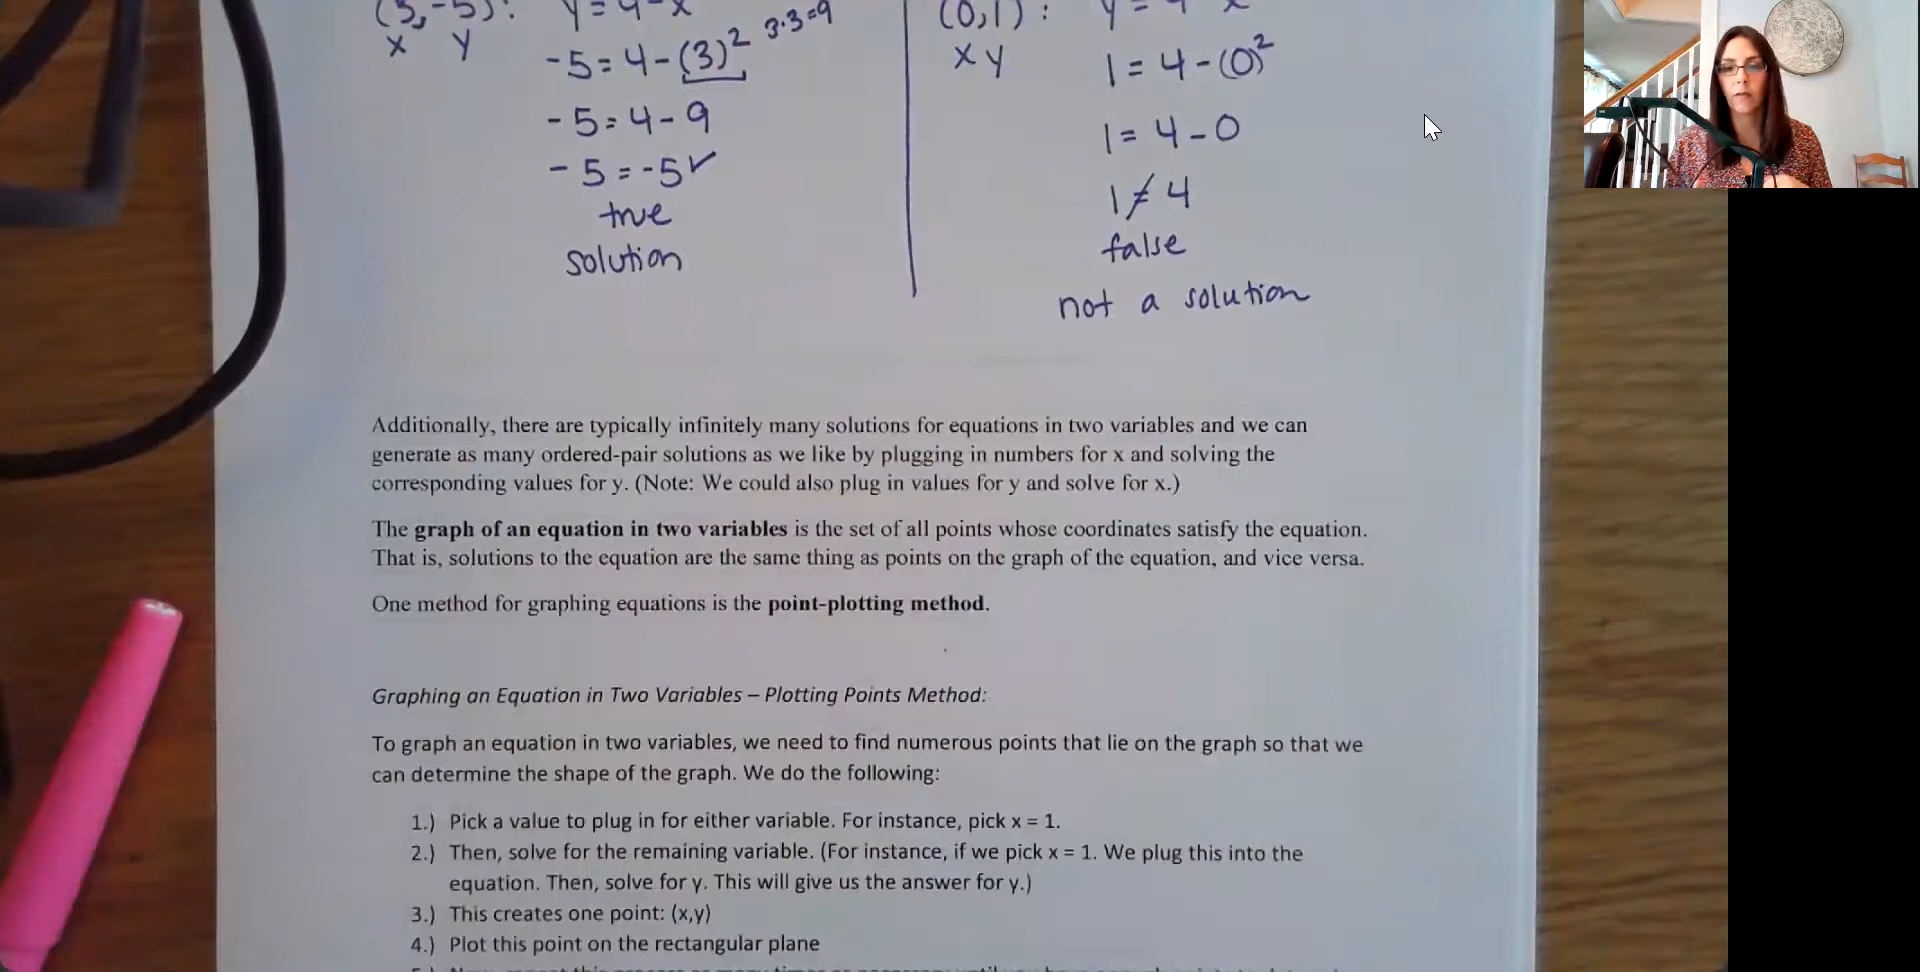 (3,-5): y=4-x
x y
-5=4-(3)² 3·3=9
-5=4-9
-5=-5✓
true
solution
(0,1): y=4-x
x y
1=4-(0)²
1=4-0
1≠4
false
not a solution
Additionally, there are typically infinitely many solutions for equations in two variables and we can
generate as many ordered-pair solutions as we like by plugging in numbers for x and solving the
corresponding values for y. (Note: We could also plug in values for y and solve for x.)
The graph of an equation in two variables is the set of all points whose coordinates satisfy the equation.
That is, solutions to the equation are the same thing as points on the graph of the equation, and vice versa.
One method for graphing equations is the point-plotting method.
Graphing an Equation in Two Variables – Plotting Points Method:
To graph an equation in two variables, we need to find numerous points that lie on the graph so that we
can determine the shape of the graph. We do the following:
1.) Pick a value to plug in for either variable. For instance, pick x = 1.
2.) Then, solve for the remaining variable. (For instance, if we pick x = 1. We plug this into the
equation. Then, solve for y. This will give us the answer for y.)
3.) This creates one point: (x,y)
4.) Plot this point on the rectangular plane